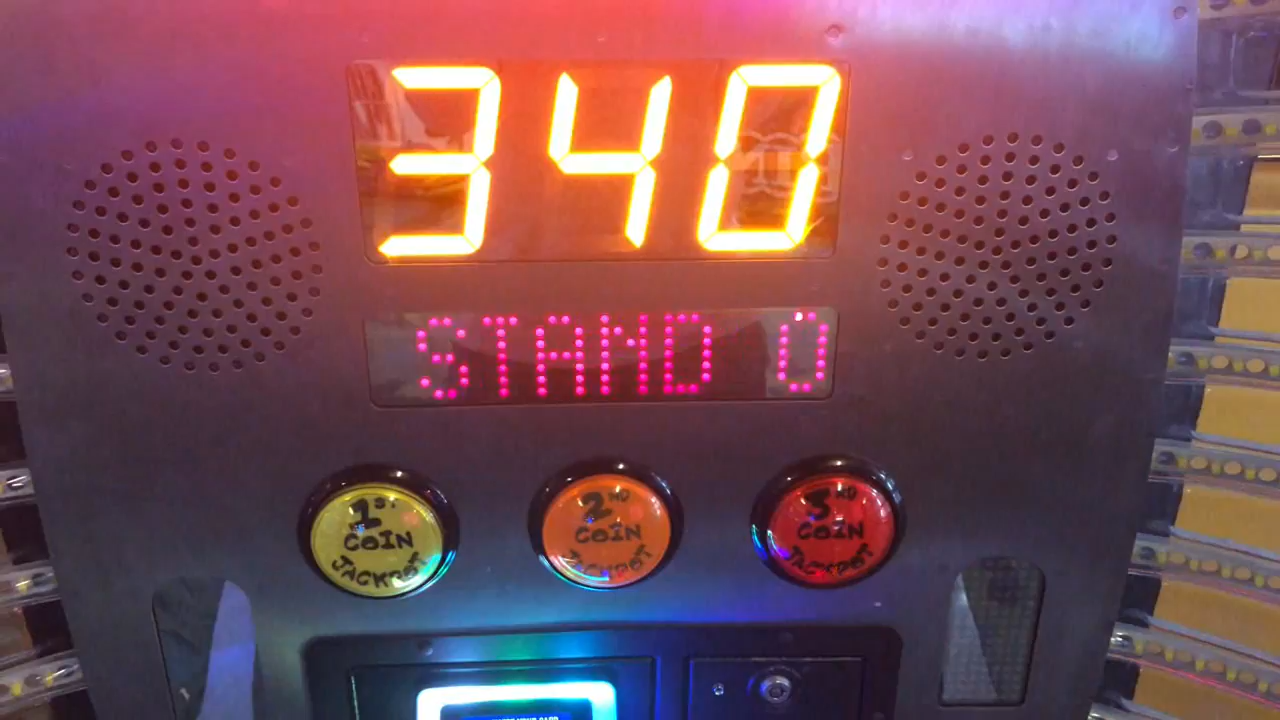 340
STAND 0
1ST COIN JACKPOT
2ND COIN JACKPOT
3RD COIN JACKPOT